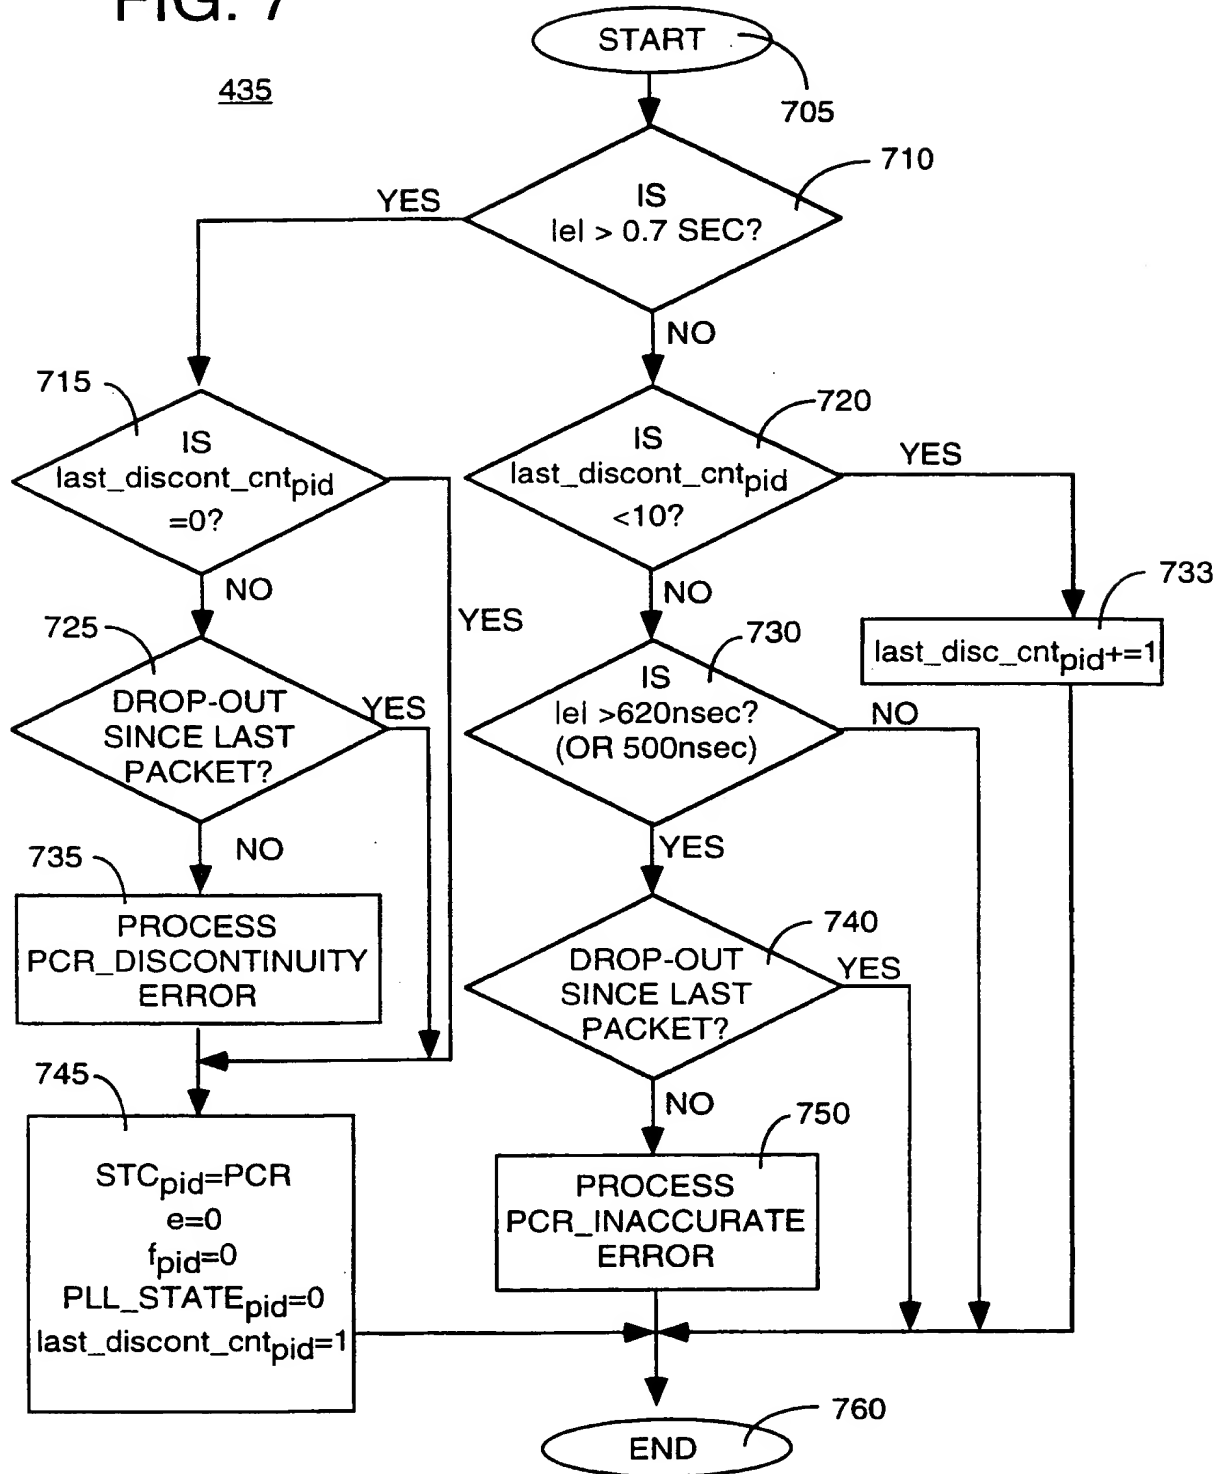 FIG. 7
435
START
705
710
IS
|e| > 0.7 SEC?
YES
NO
715
IS
last_discont_cntpid
=0?
720
IS
last_discont_cntpid
<10?
YES
NO
NO
YES
733
last_disc_cntpid+=1
725
DROP-OUT
SINCE LAST
PACKET?
YES
730
IS
|e| >620nsec?
(OR 500nsec)
NO
NO
YES
735
PROCESS
PCR_DISCONTINUITY
ERROR
740
DROP-OUT
SINCE LAST
PACKET?
YES
NO
745
STCpid=PCR
e=0
fpid=0
PLL_STATEpid=0
last_discont_cntpid=1
750
PROCESS
PCR_INACCURATE
ERROR
760
END